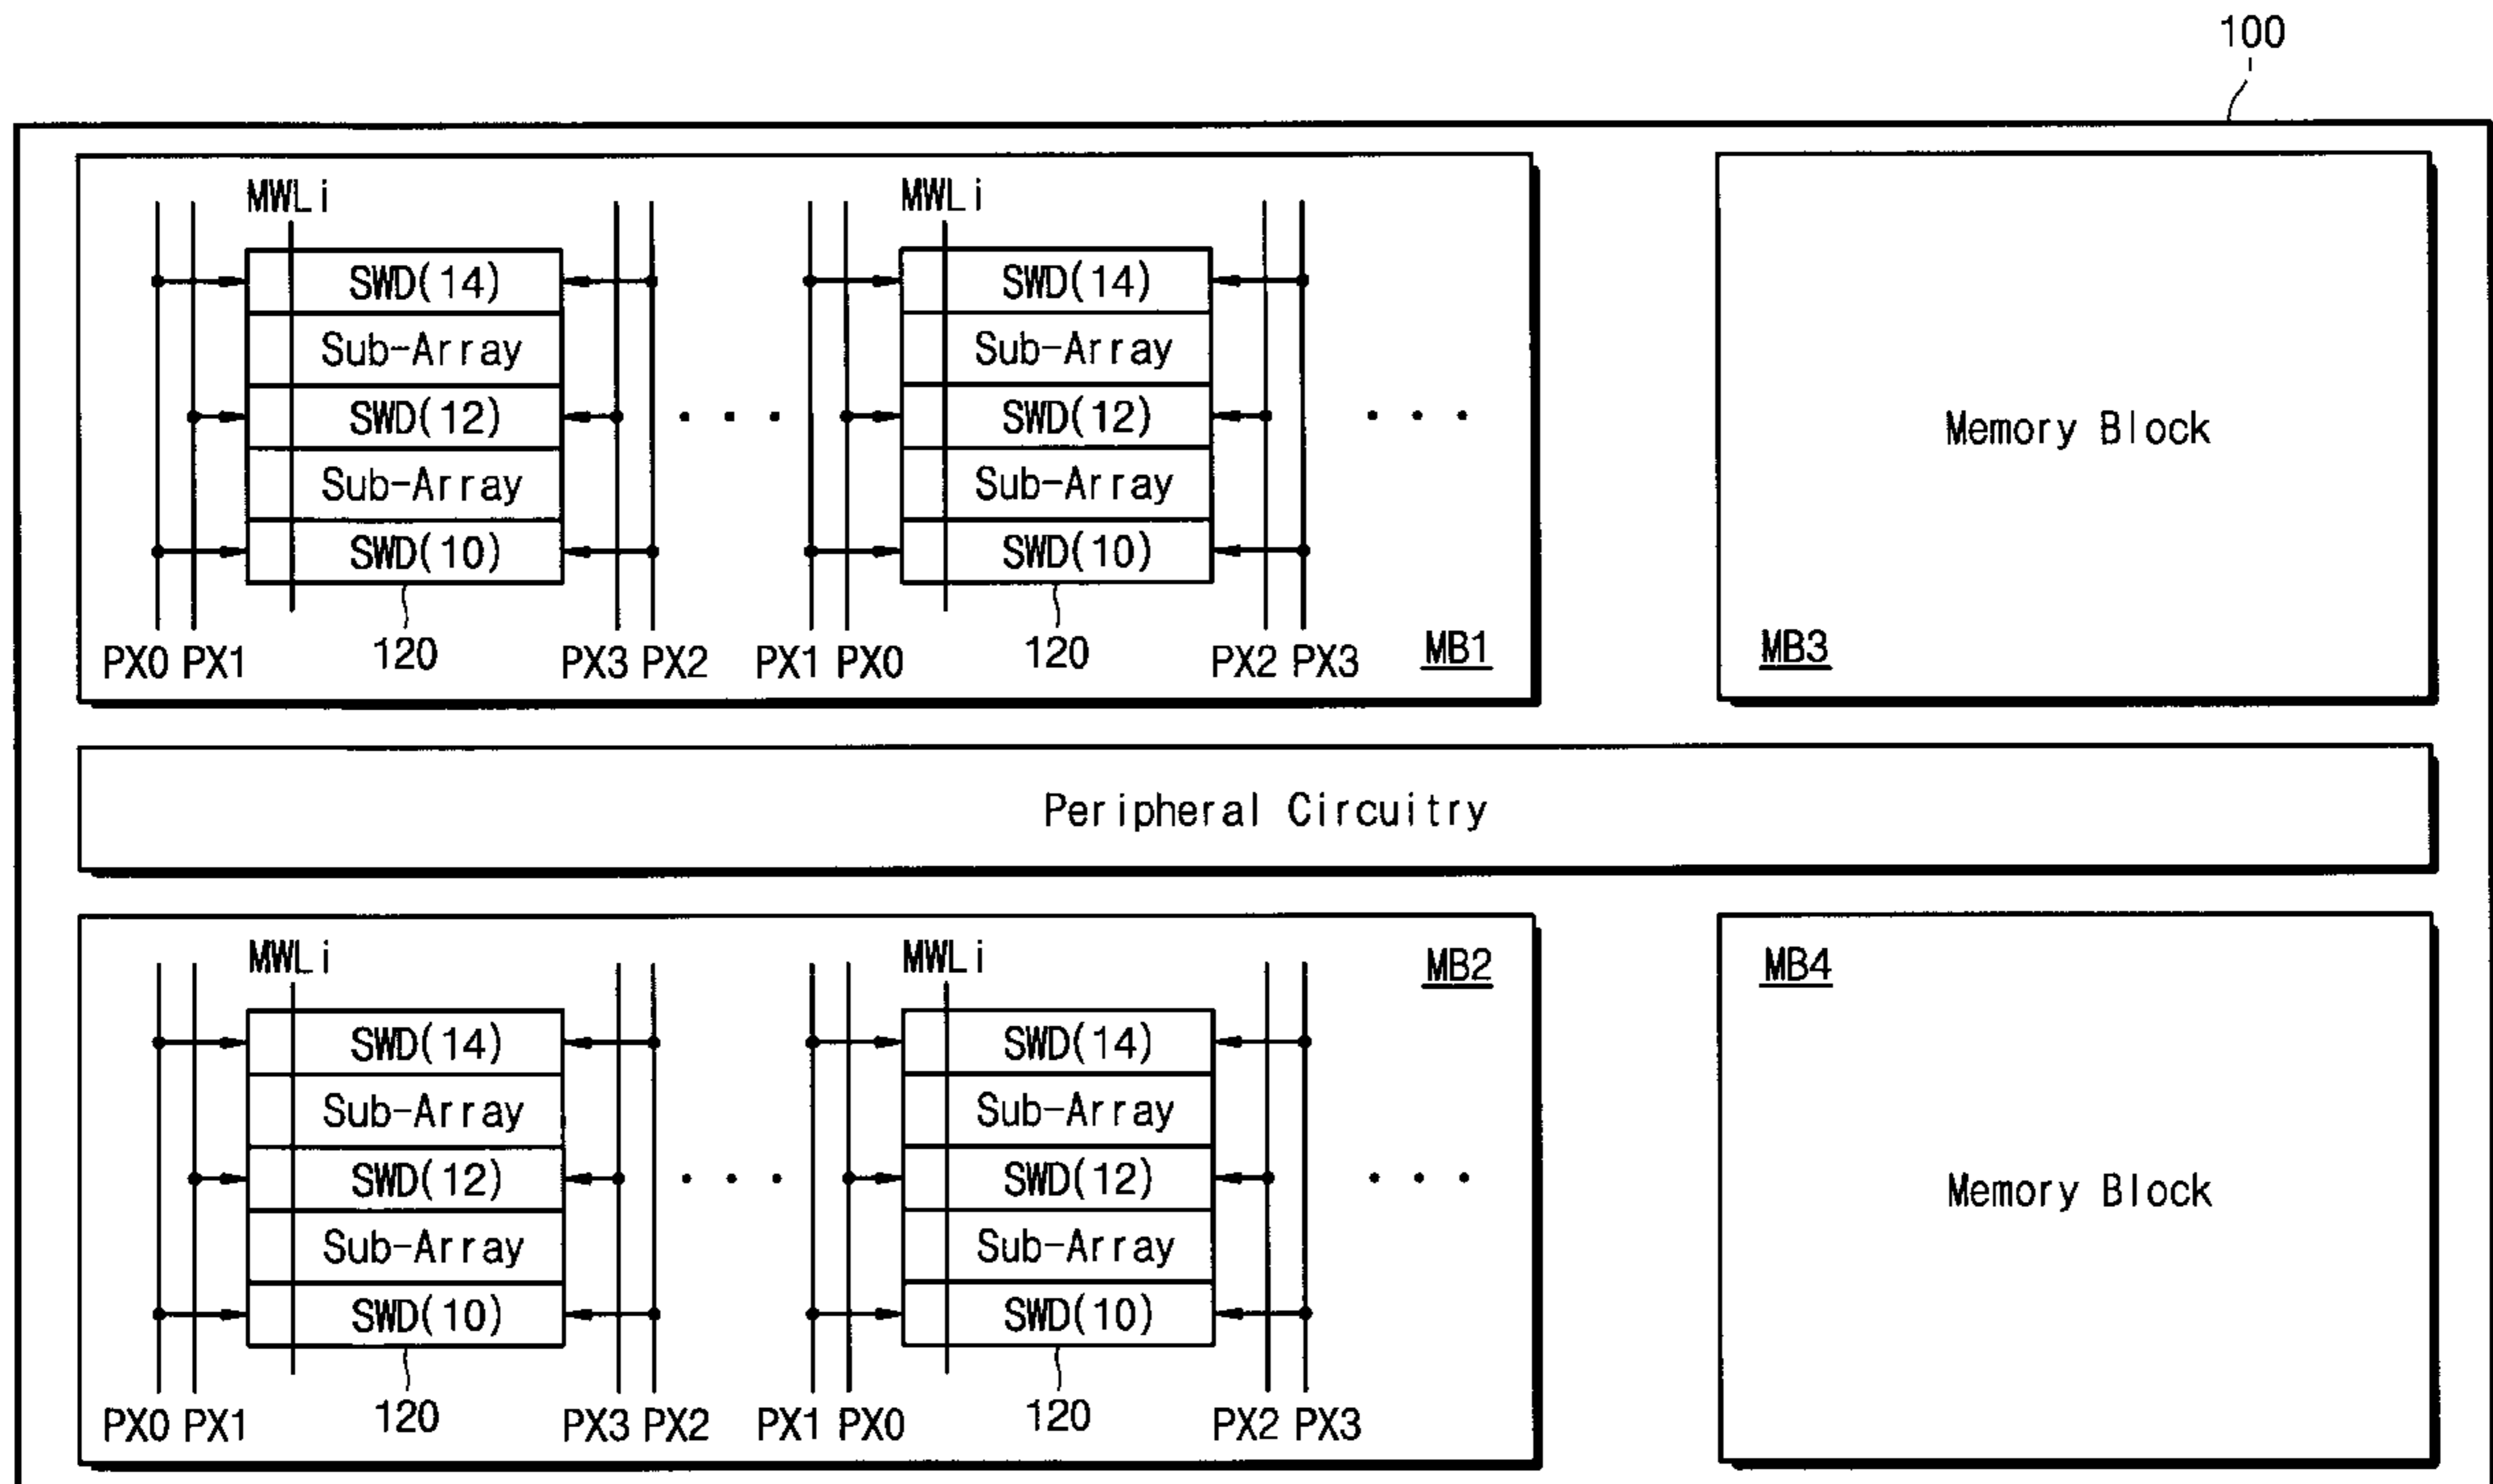 100
MWLi MWLi
SWD(14) SWD(14)
Sub-Array Sub-Array
SWD(12) . . . SWD(12) . . .
Memory Block
Sub-Array Sub-Array
SWD(10) SWD(10)
PX0 PX1 120 PX3 PX2 PX1 PX0 120 PX2 PX3 MB1 MB3
Peripheral Circuitry
MWLi MWLi MB2 MB4
SWD(14) SWD(14)
Sub-Array Sub-Array
SWD(12) . . . SWD(12) . . .
Memory Block
Sub-Array Sub-Array
SWD(10) SWD(10)
PX0 PX1 120 PX3 PX2 PX1 PX0 120 PX2 PX3